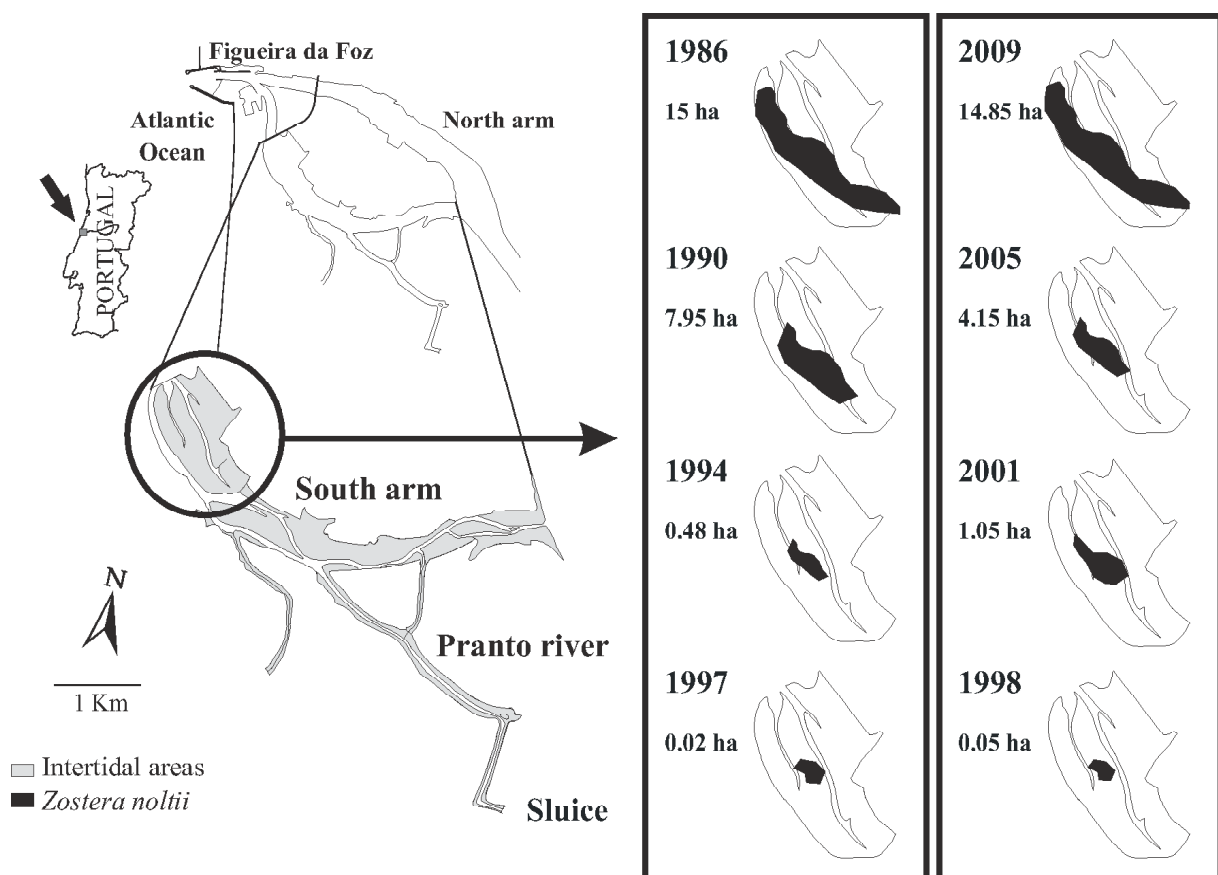 Figueira da Foz
Atlantic
Ocean
North arm
PORTUGAL
South arm
N
Pranto river
1 Km
Intertidal areas
Zostera noltii
Sluice
1986
15 ha
1990
7.95 ha
1994
0.48 ha
1997
0.02 ha
2009
14.85 ha
2005
4.15 ha
2001
1.05 ha
1998
0.05 ha